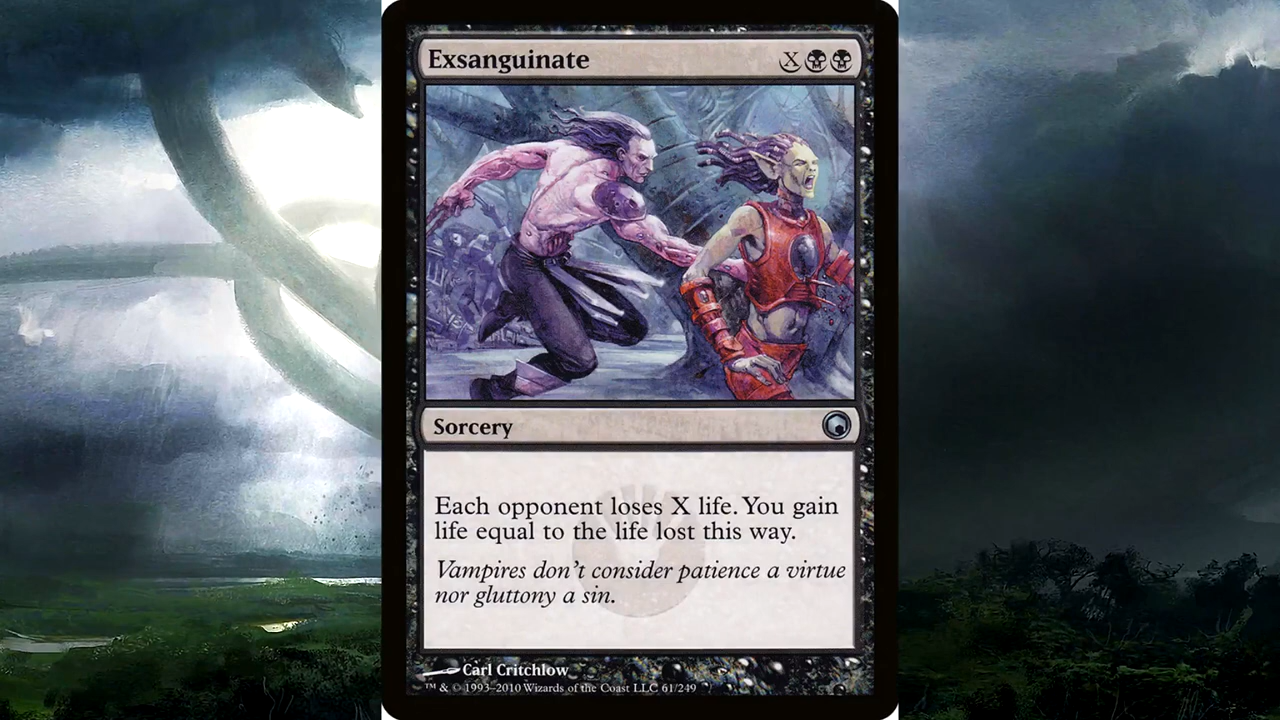 Exsanguinate X
Sorcery
Each opponent loses X life. You gain
life equal to the life lost this way.
Vampires don't consider patience a virtue
nor gluttony a sin.
Carl Critchlow
™ & © 1993–2010 Wizards of the Coast LLC 61/249